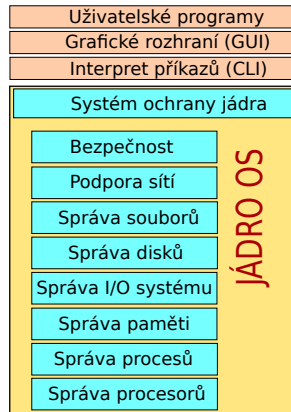 Uživatelské programy
Grafické rozhraní (GUI)
Interpret příkazů (CLI)
Systém ochrany jádra
Bezpečnost
Podpora sítí
Správa souborů
Správa disků
Správa I/O systému
Správa paměti
Správa procesů
Správa procesorů
JÁDRO OS